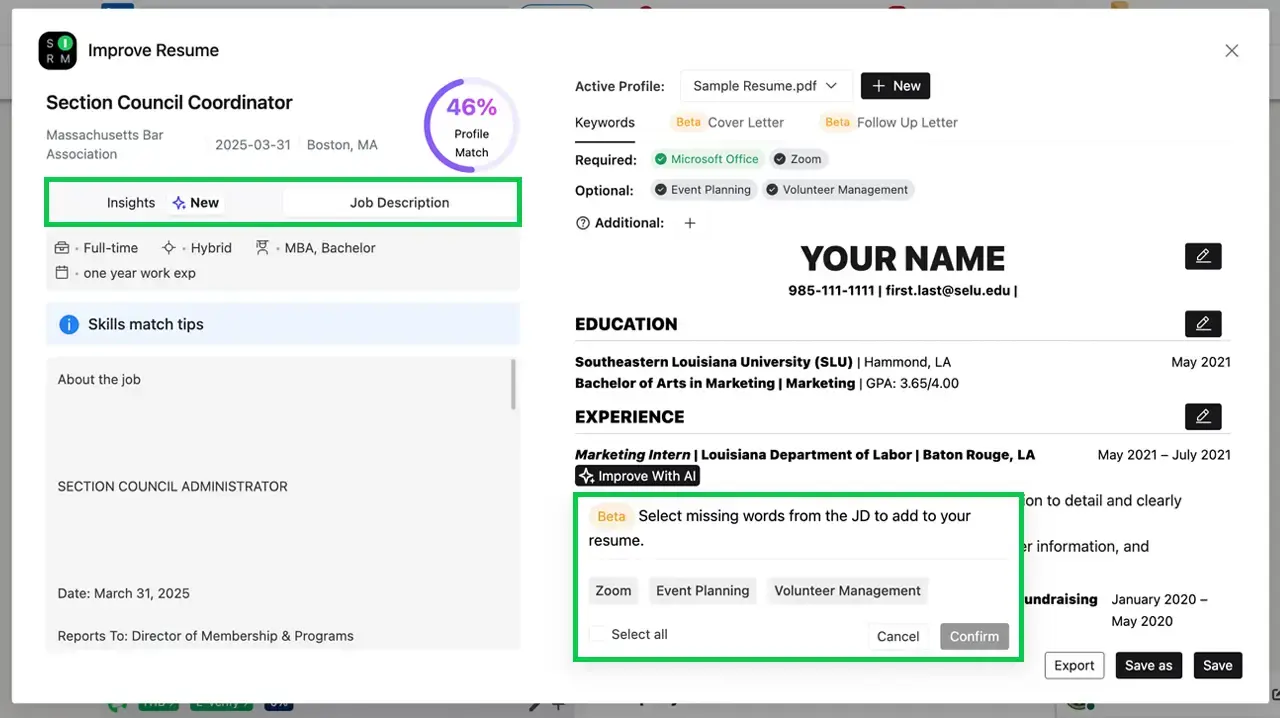 S
R M
Improve Resume
Section Council Coordinator
Massachusetts Bar
Association
2025-03-31
Boston, MA
46%
Profile
Match
Insights
New
Job Description
· Full-time
· Hybrid
· MBA, Bachelor
· one year work exp
Skills match tips
About the job
SECTION COUNCIL ADMINISTRATOR
Date: March 31, 2025
Reports To: Director of Membership & Programs
Active Profile:
Sample Resume.pdf
+ New
Keywords
Beta Cover Letter
Beta Follow Up Letter
Required:
Microsoft Office
Zoom
Optional:
Event Planning
Volunteer Management
Additional: +
YOUR NAME
985-111-1111 | first.last@selu.edu |
EDUCATION
Southeastern Louisiana University (SLU) | Hammond, LA May 2021
Bachelor of Arts in Marketing | Marketing | GPA: 3.65/4.00
EXPERIENCE
Marketing Intern | Louisiana Department of Labor | Baton Rouge, LA May 2021 – July 2021
Improve With AI
ion to detail and clearly
er information, and
undraising January 2020 –
May 2020
Beta Select missing words from the JD to add to your
resume.
Zoom
Event Planning
Volunteer Management
Select all
Cancel
Confirm
Export
Save as
Save